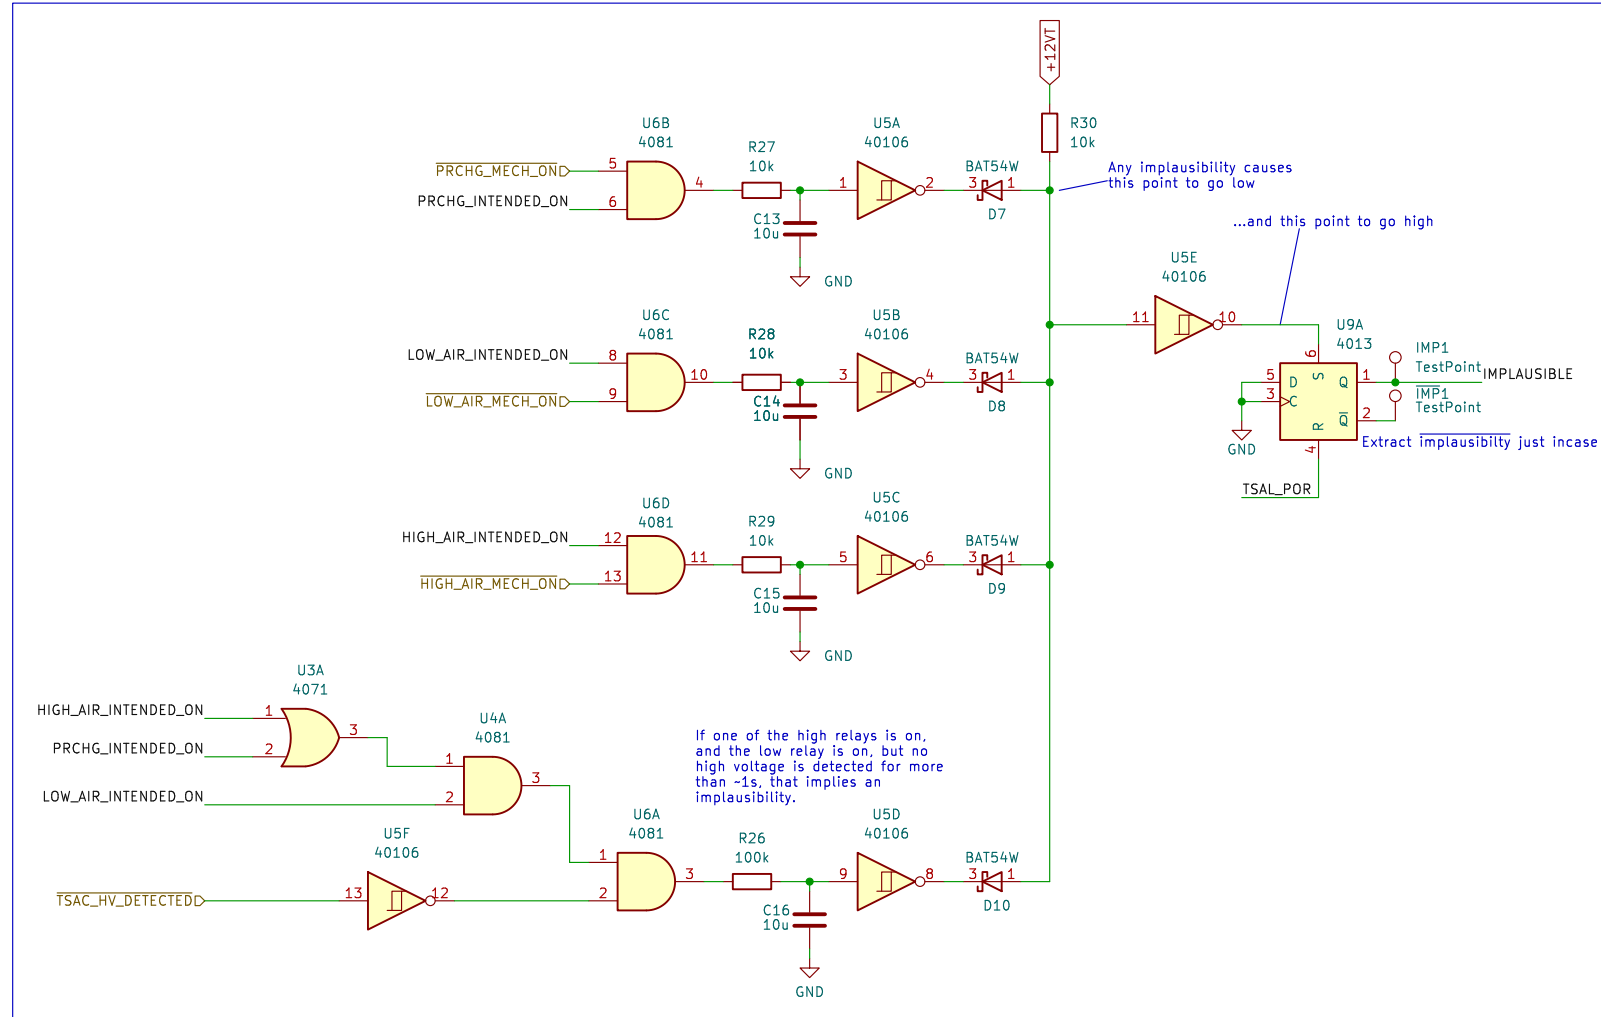 +12VT
R30
10k
Any implausibility causes
this point to go low
...and this point to go high
U6B
4081
PRCHG_MECH_ON
PRCHG_INTENDED_ON
5
6
4
R27
10k
C13
10u
GND
U5A
40106
1
2
BAT54W
3
1
D7
U5E
40106
11
10
U6C
4081
LOW_AIR_INTENDED_ON
LOW_AIR_MECH_ON
8
9
10
R28
10k
C14
10u
GND
U5B
40106
3
4
BAT54W
3
1
D8
U9A
4013
6
S
5
D
Q
1
3
C
Q
2
R
4
GND
TSAL_POR
IMP1
TestPoint
IMPLAUSIBLE
IMP1
TestPoint
Extract implausibilty just incase
U6D
4081
HIGH_AIR_INTENDED_ON
HIGH_AIR_MECH_ON
12
13
11
R29
10k
C15
10u
GND
U5C
40106
5
6
BAT54W
3
1
D9
U3A
4071
HIGH_AIR_INTENDED_ON
PRCHG_INTENDED_ON
1
2
3
U4A
4081
LOW_AIR_INTENDED_ON
1
2
3
If one of the high relays is on,
and the low relay is on, but no
high voltage is detected for more
than ~1s, that implies an
implausibility.
U5F
40106
TSAC_HV_DETECTED
13
12
U6A
4081
1
2
3
R26
100k
C16
10u
GND
U5D
40106
9
8
BAT54W
3
1
D10